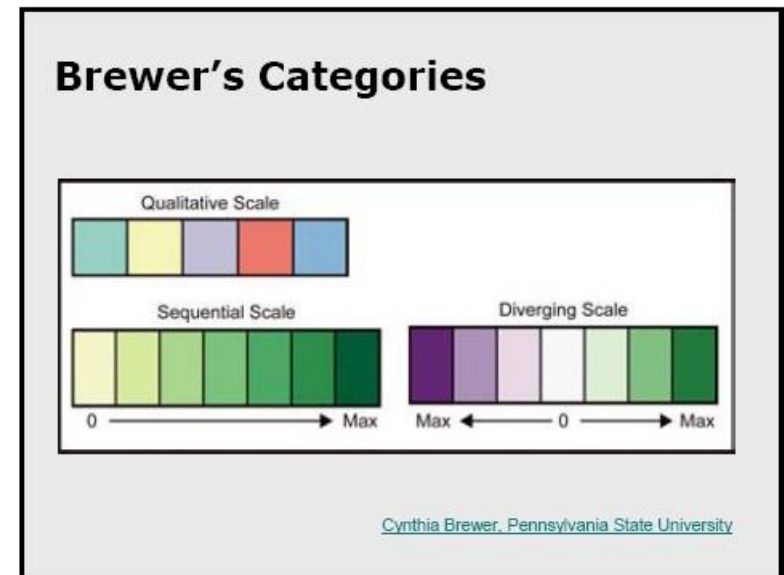 Brewer's Categories
Qualitative Scale
Sequential Scale
Diverging Scale
0 Max
Max 0 Max
Cynthia Brewer, Pennsylvania State University